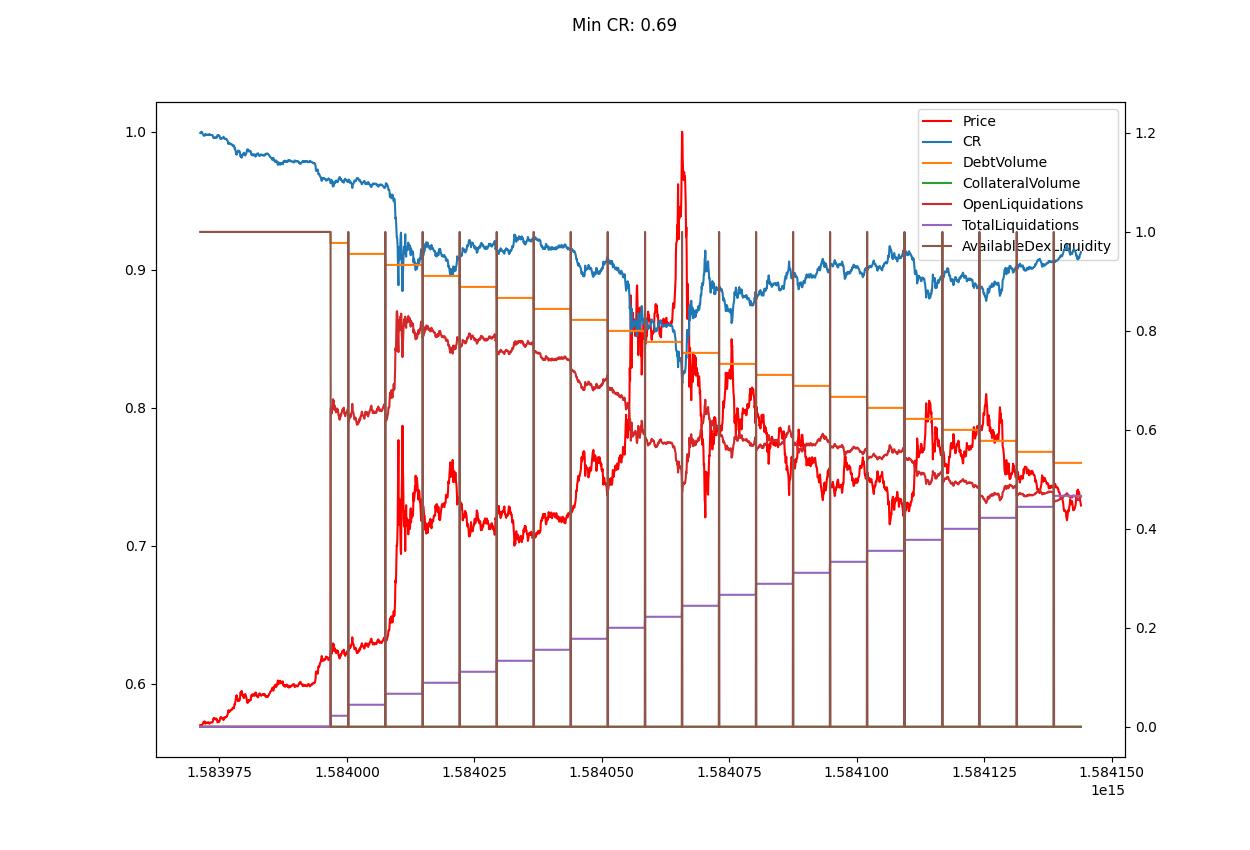 Min CR: 0.69
1.0
0.9
0.8
0.7
0.6
1.2
1.0
0.8
0.6
0.4
0.2
0.0
Price
CR
DebtVolume
CollateralVolume
OpenLiquidations
TotalLiquidations
AvailableDexLiquidity
1.583975 1.584000 1.584025 1.584050 1.584075 1.584100 1.584125 1.584150
1e15